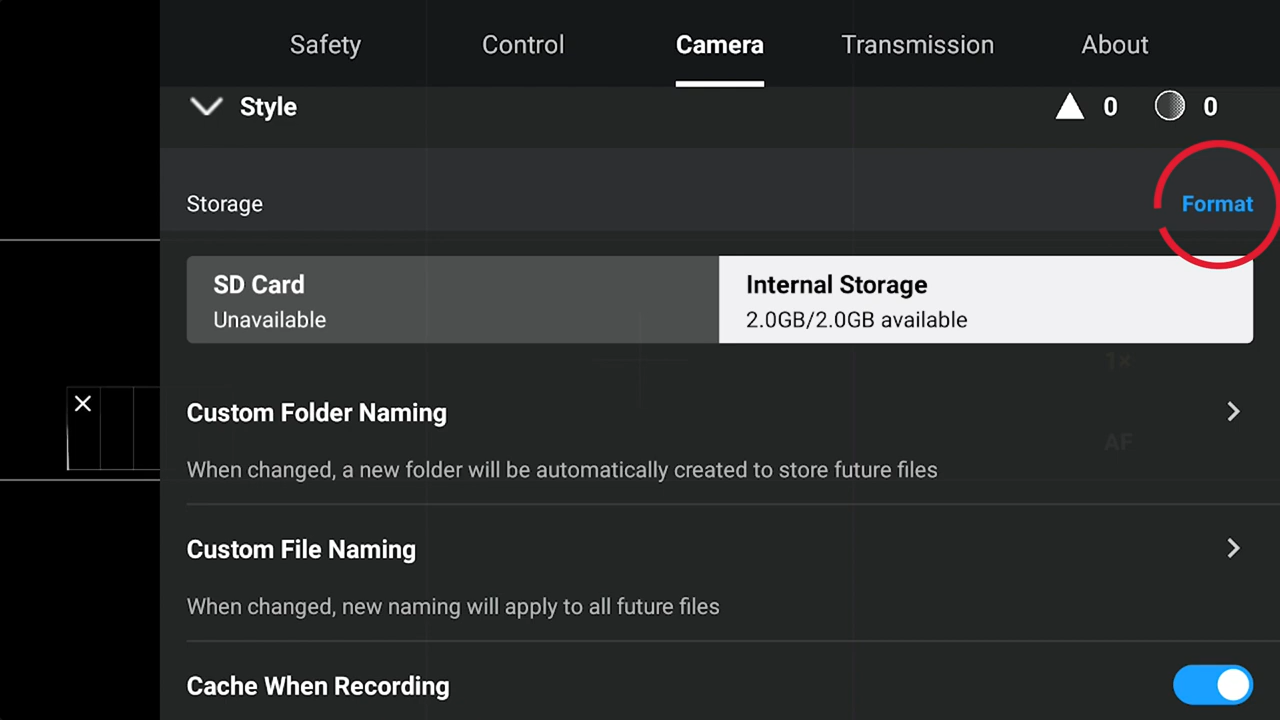 Safety Control Camera Transmission About
Style 0 0
Storage Format
SD Card Internal Storage
Unavailable 2.0GB/2.0GB available
1×
Custom Folder Naming
AF
When changed, a new folder will be automatically created to store future files
Custom File Naming
When changed, new naming will apply to all future files
Cache When Recording